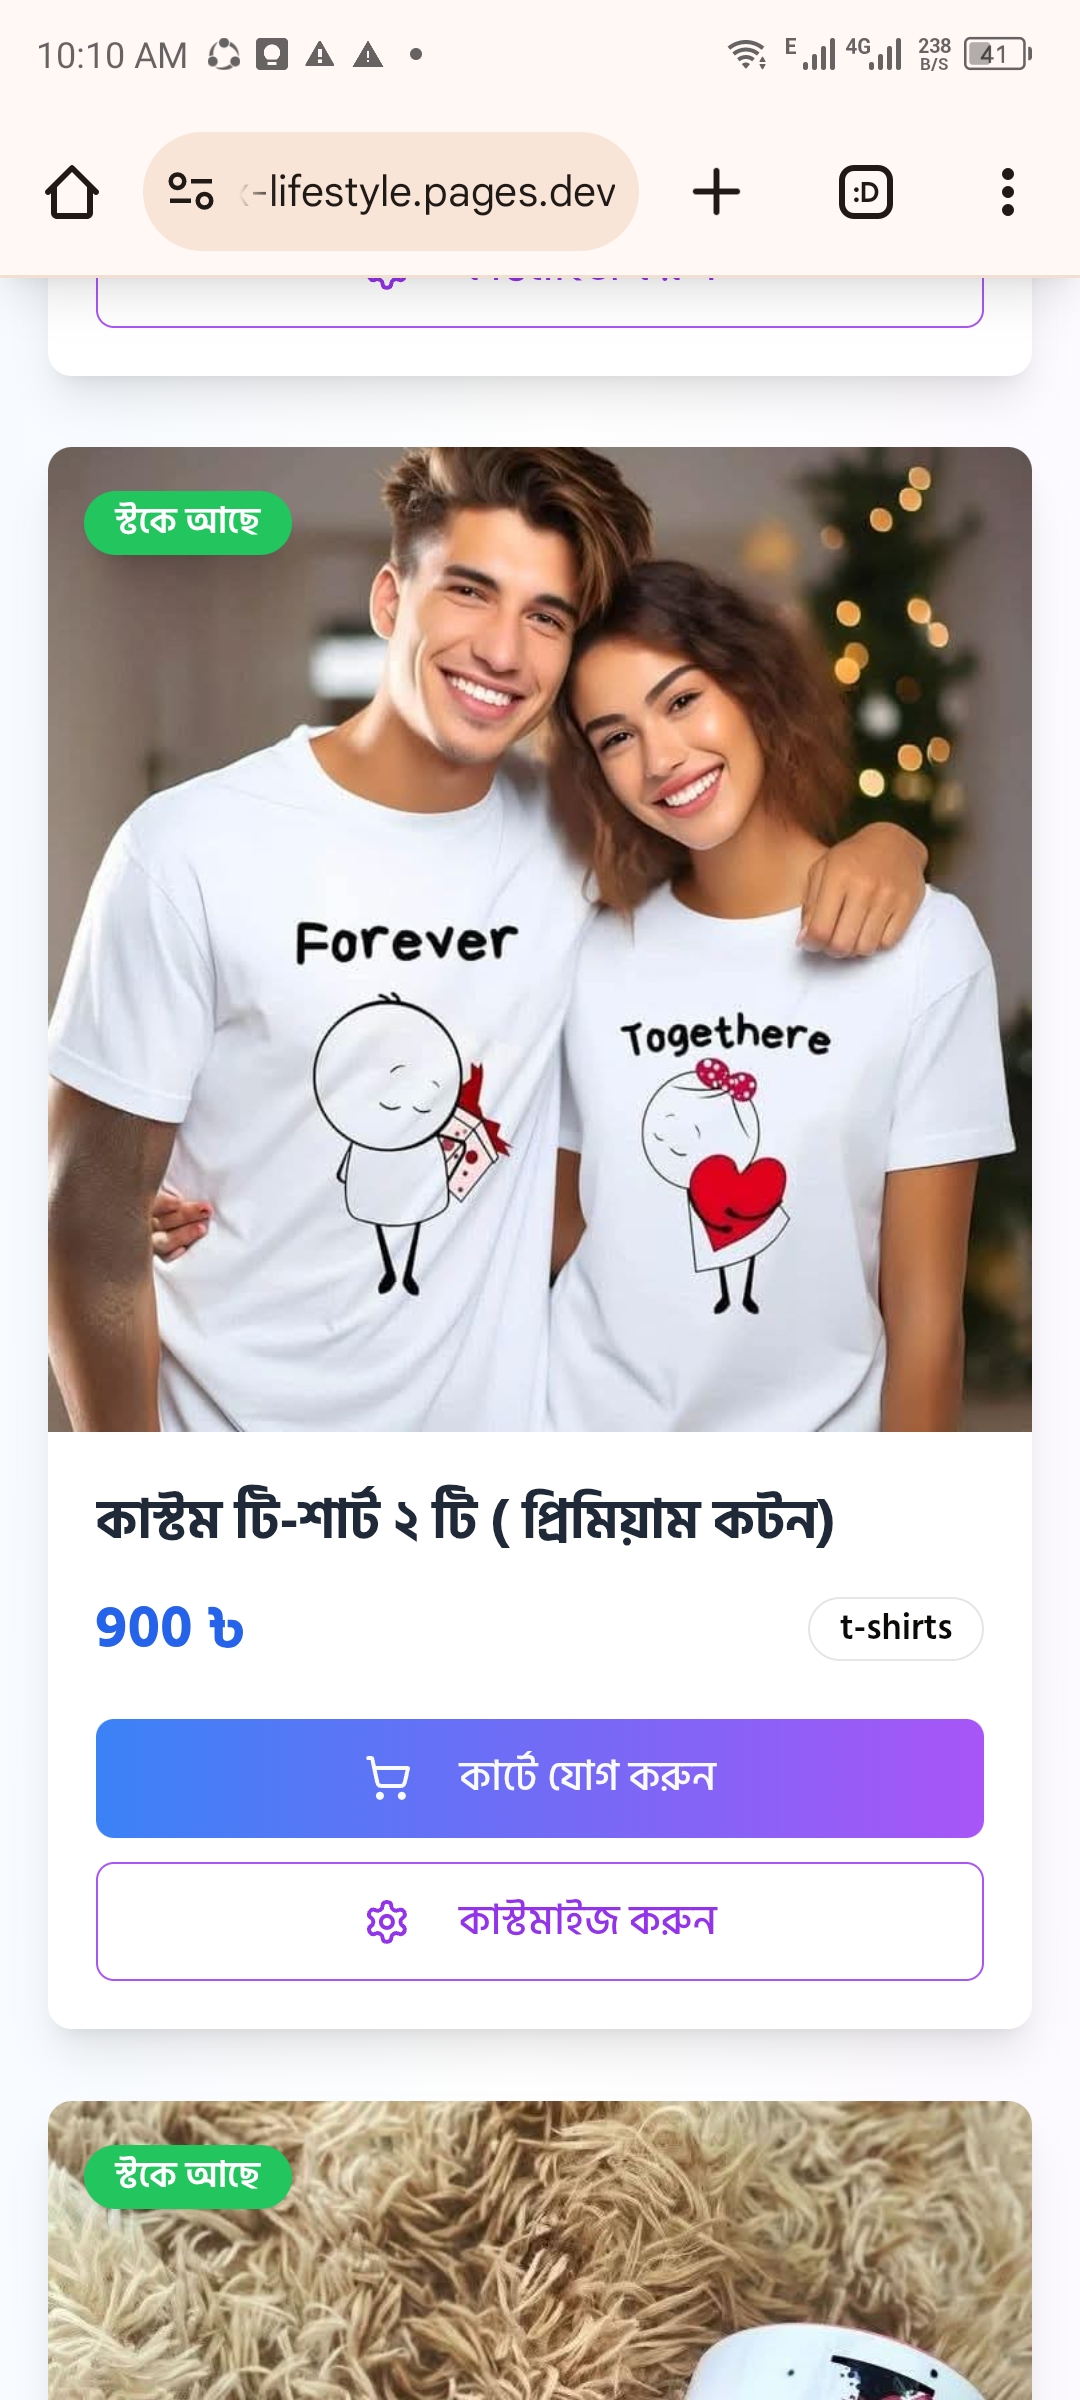 10:10 AM
E
4G
238
B/S
41
-lifestyle.pages.dev
:D
স্টকে আছে
Forever
Togethere
কাস্টম টি-শার্ট ২ টি ( প্রিমিয়াম কটন)
900 ৳
t-shirts
কার্টে যোগ করুন
কাস্টমাইজ করুন
স্টকে আছে